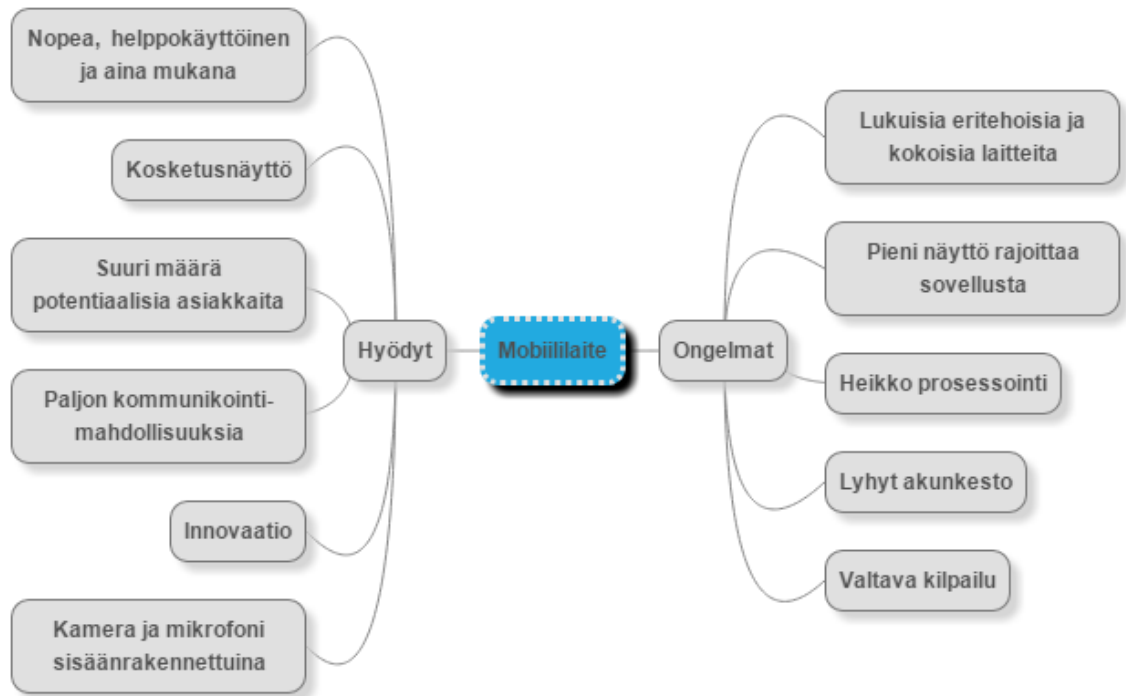 Nopea, helppokäyttöinen
ja aina mukana
Kosketusnäyttö
Suuri määrä
potentiaalisia asiakkaita
Paljon kommunikointi-
mahdollisuuksia
Innovaatio
Kamera ja mikrofoni
sisäänrakennettuina
Hyödyt
Mobiililaite
Ongelmat
Lukuisia eritehoisia ja
kokoisia laitteita
Pieni näyttö rajoittaa
sovellusta
Heikko prosessointi
Lyhyt akunkesto
Valtava kilpailu